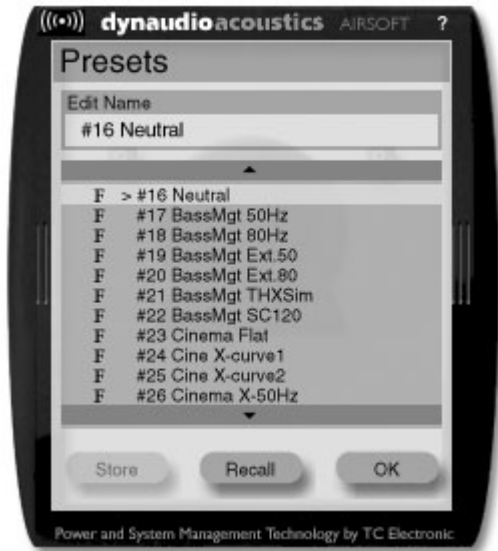 (((•))) dynaudioacoustics AIRSOFT ?
Presets
Edit Name
#16 Neutral
F > #16 Neutral
F #17 BassMgt 50Hz
F #18 BassMgt 80Hz
F #19 BassMgt Ext.50
F #20 BassMgt Ext.80
F #21 BassMgt THXSim
F #22 BassMgt SC120
F #23 Cinema Flat
F #24 Cine X-curve1
F #25 Cine X-curve2
F #26 Cinema X-50Hz
Store Recall OK
Power and System Management Technology by TC Electronic